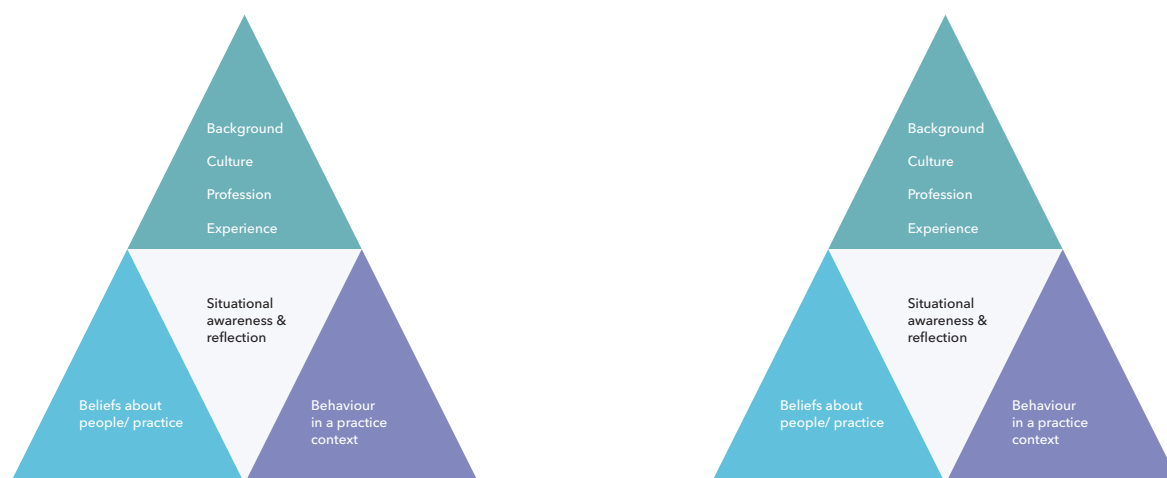 Background
Culture
Profession
Experience
Situational
awareness &
reflection
Beliefs about
people/ practice
Behaviour
in a practice
context
Background
Culture
Profession
Experience
Situational
awareness &
reflection
Beliefs about
people/ practice
Behaviour
in a practice
context